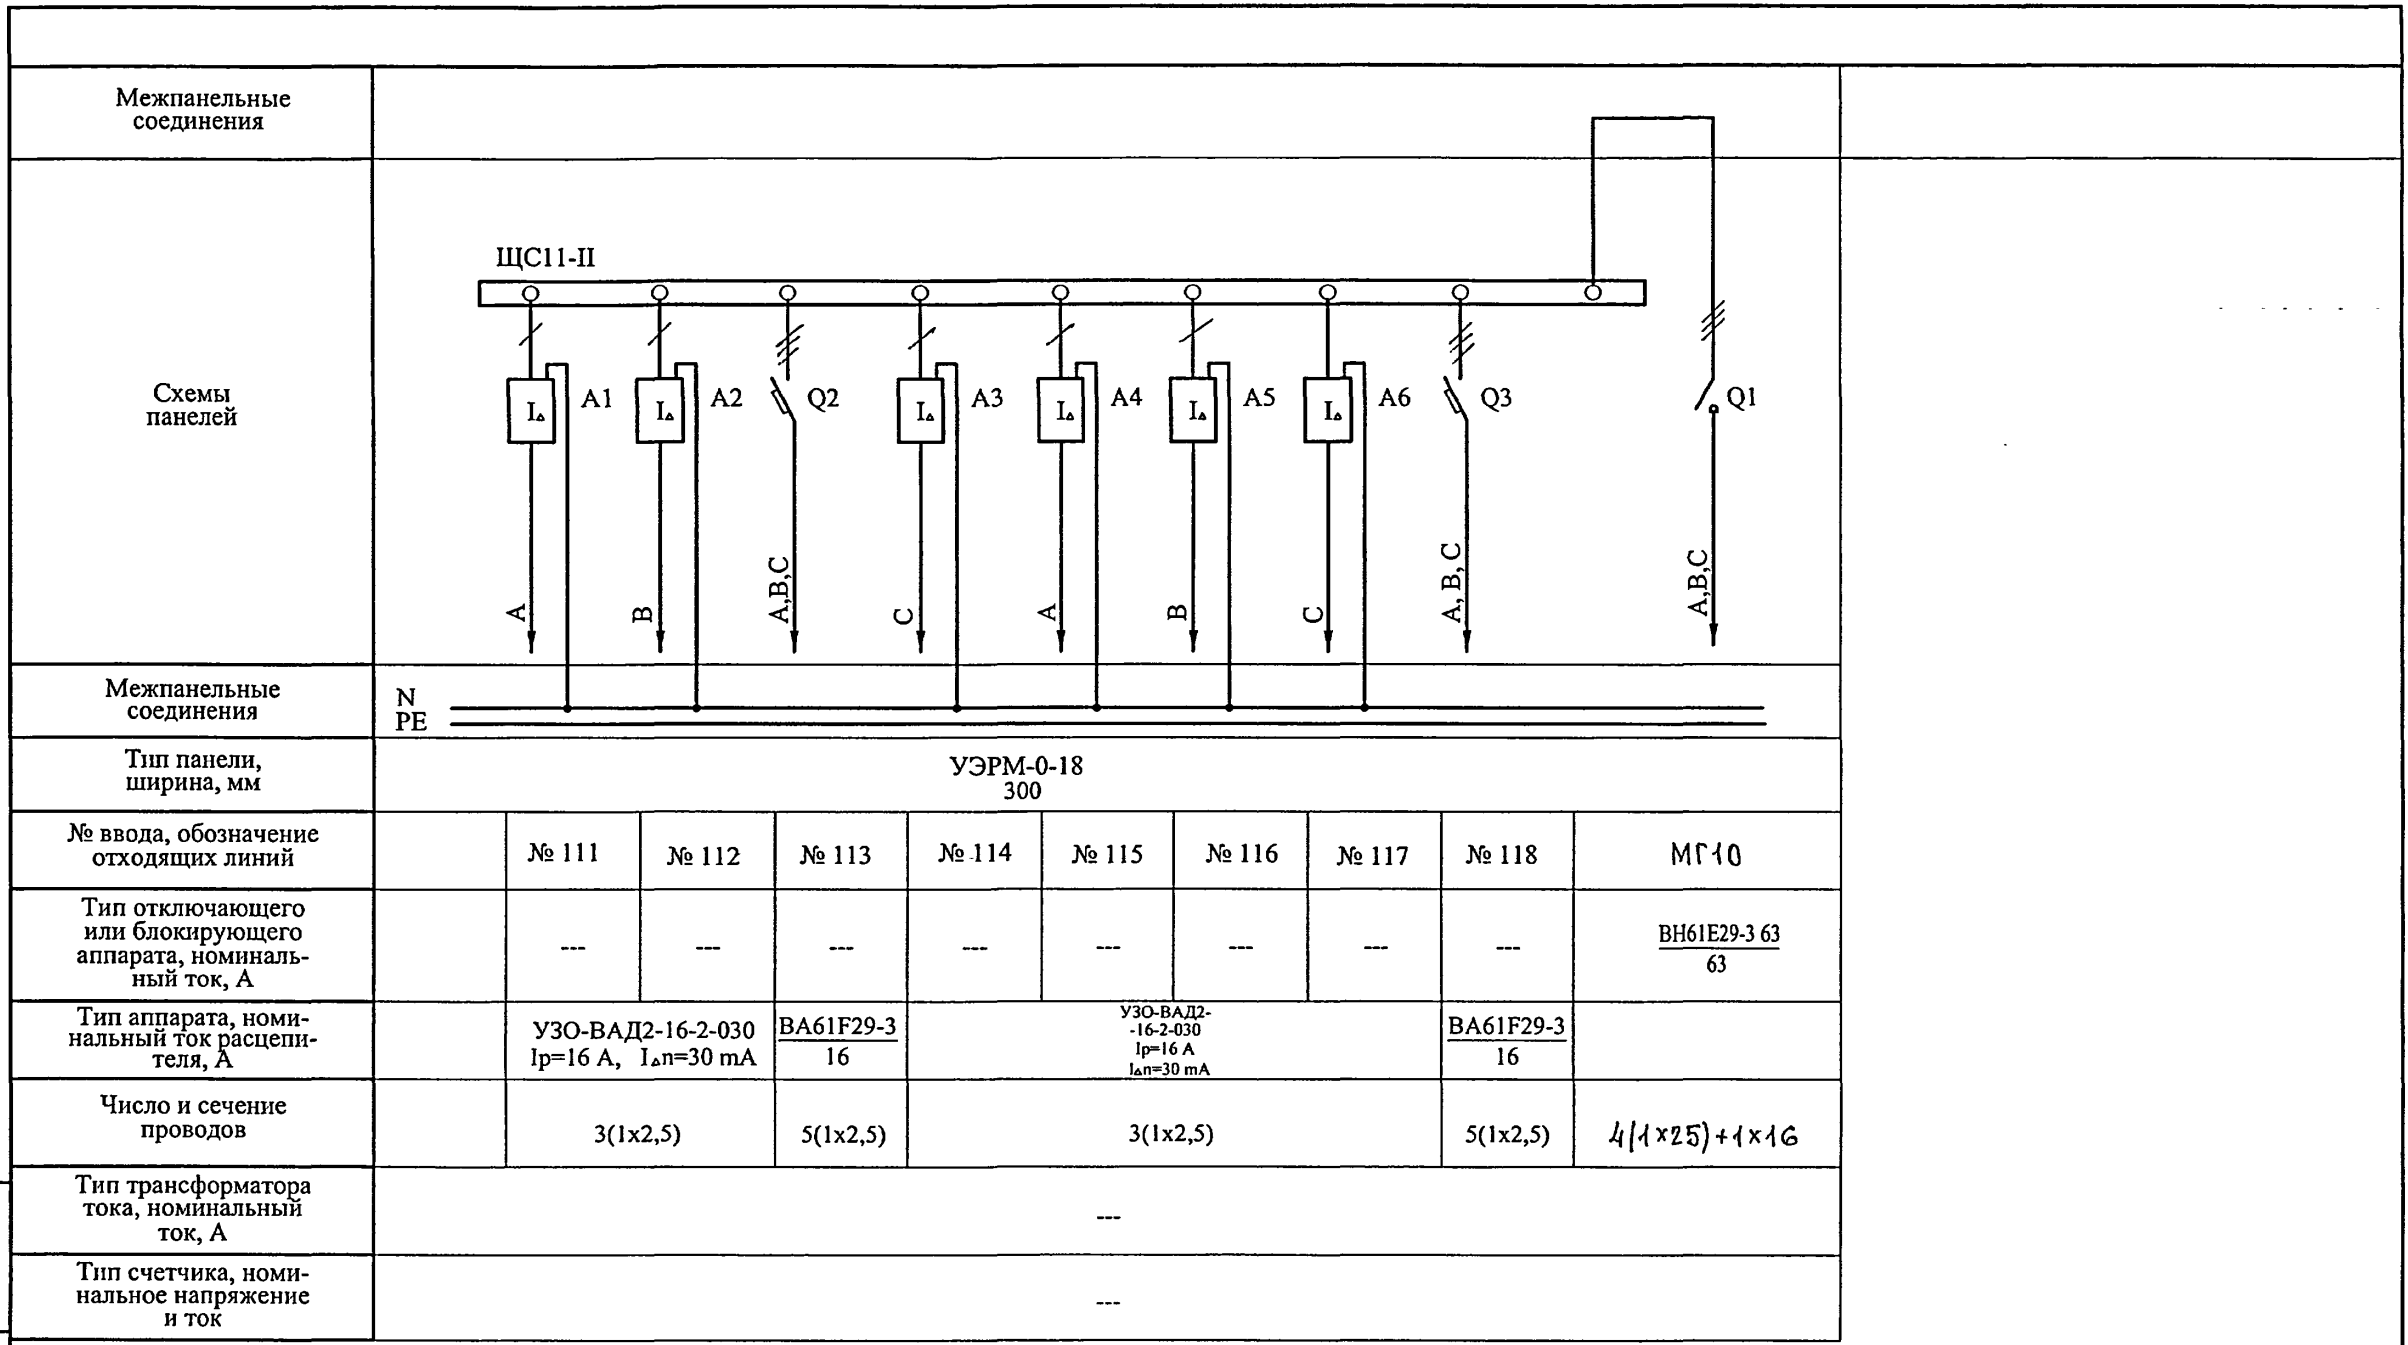 Межпанельные
соединения
ЩС11-II
Схемы
панелей
I△ A1
I△ A2
Q2
I△ A3
I△ A4
I△ A5
I△ A6
Q3
Q1
A
B
A,B,C
C
A
B
C
A, B, C
A,B,C
Межпанельные
соединения
N
PE
Тип панели,
ширина, мм
УЭРМ-0-18
300
№ ввода, обозначение
отходящих линий
№ 111
№ 112
№ 113
№ 114
№ 115
№ 116
№ 117
№ 118
МГ10
Тип отключающего
или блокирующего
аппарата, номиналь-
ный ток, А
---
---
---
---
---
---
---
---
ВН61Е29-3 63
63
Тип аппарата, номи-
нальный ток расцепи-
теля, А
УЗО-ВАД2-16-2-030
Iр=16 А, I△n=30 mA
ВА61F29-3
16
УЗО-ВАД2-
-16-2-030
Iр=16 А
I△n=30 mA
ВА61F29-3
16
Число и сечение
проводов
3(1x2,5)
5(1x2,5)
3(1x2,5)
5(1x2,5)
4(1×25)+1×16
Тип трансформатора
тока, номинальный
ток, А
---
Тип счетчика, номи-
нальное напряжение
и ток
---